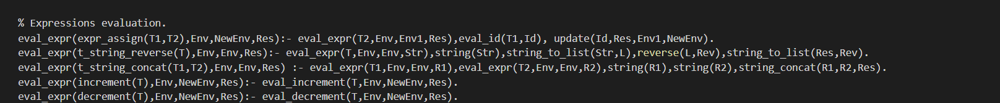 % Expressions evaluation.
eval_expr(expr_assign(T1,T2),Env,NewEnv,Res):- eval_expr(T2,Env,Env1,Res),eval_id(T1,Id), update(Id,Res,Env1,NewEnv).
eval_expr(t_string_reverse(T),Env,Env,Res):- eval_expr(T,Env,Env,Str),string(Str),string_to_list(Str,L),reverse(L,Rev),string_to_list(Res,Rev).
eval_expr(t_string_concat(T1,T2),Env,Env,Res) :- eval_expr(T1,Env,Env,R1),eval_expr(T2,Env,Env,R2),string(R1),string(R2),string_concat(R1,R2,Res).
eval_expr(increment(T),Env,NewEnv,Res):- eval_increment(T,Env,NewEnv,Res).
eval_expr(decrement(T),Env,NewEnv,Res):- eval_decrement(T,Env,NewEnv,Res).